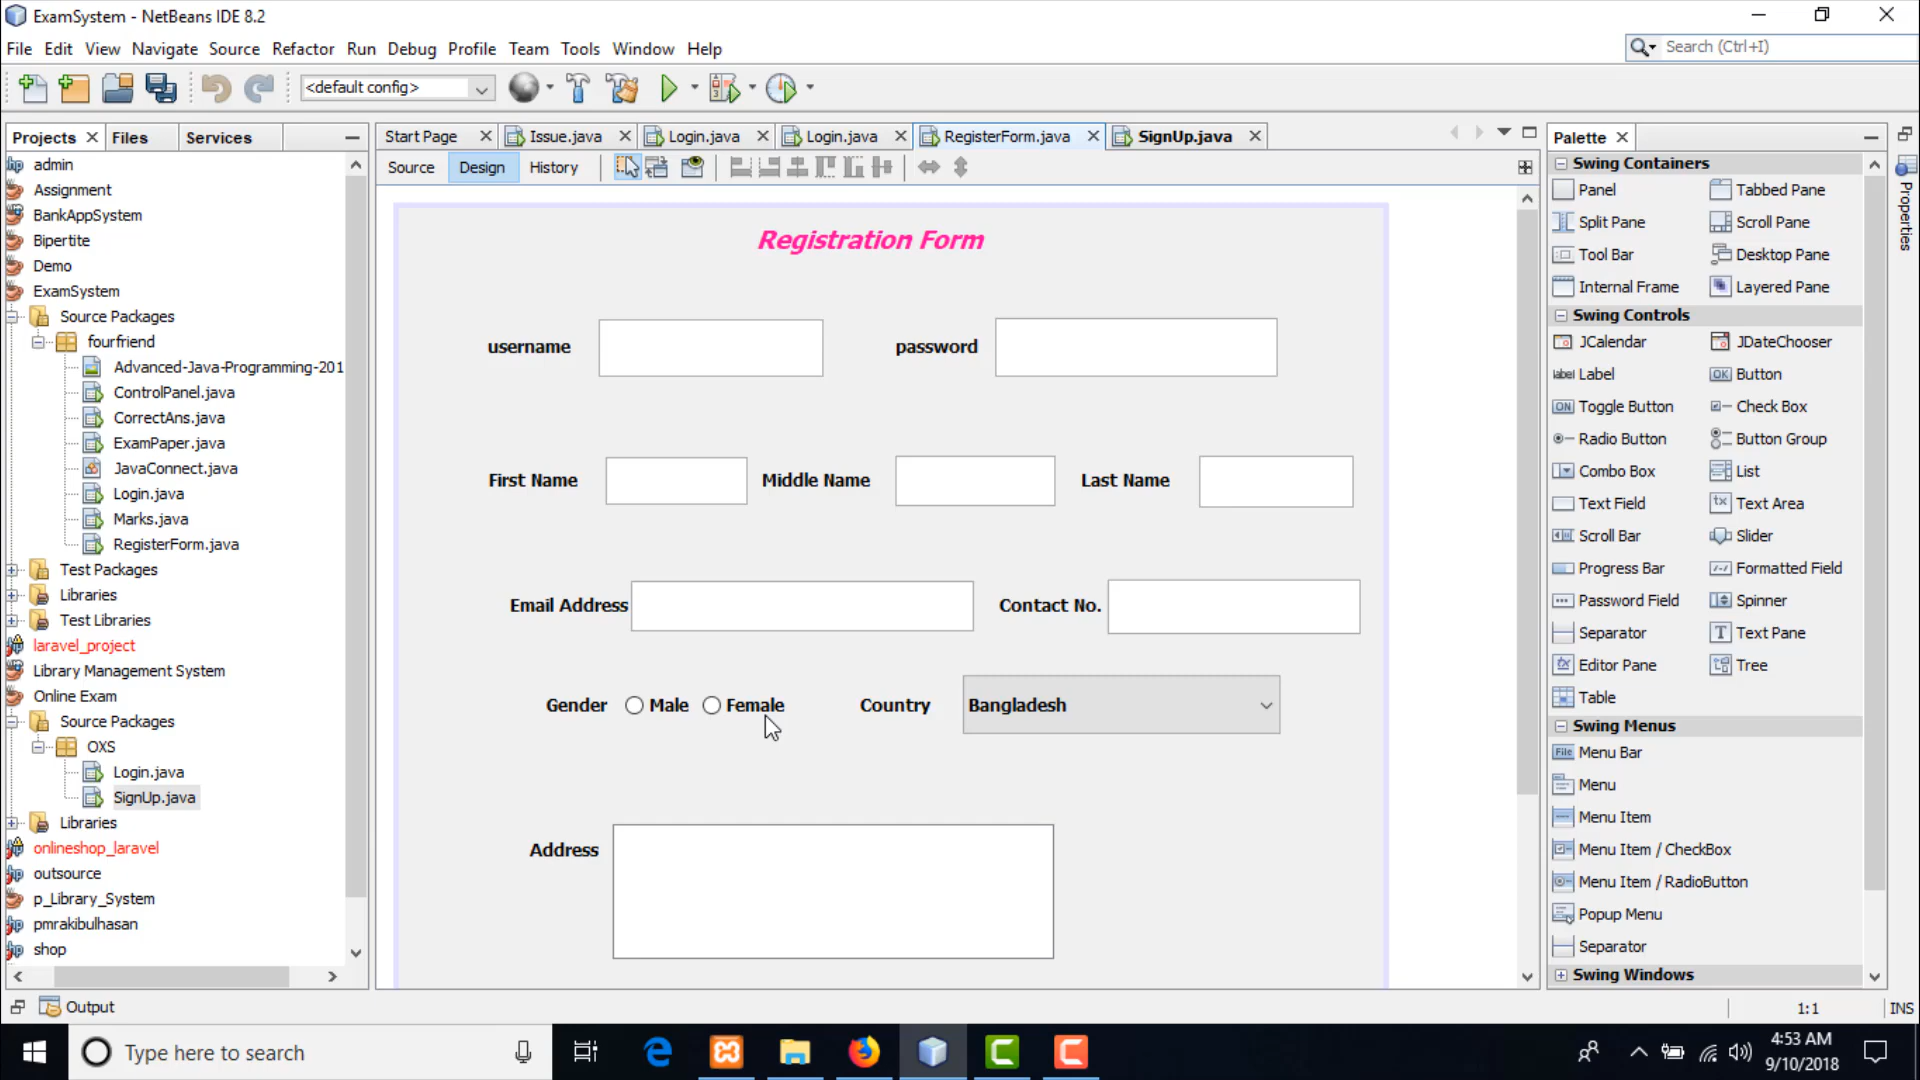 ExamSystem - NetBeans IDE 8.2
File Edit View Navigate Source Refactor Run Debug Profile Team Tools Window Help
Search (Ctrl+I)
<default config>
Projects Files Services
Start Page Issue.java Login.java Login.java RegisterForm.java SignUp.java
Palette
Source Design History
admin
Assignment
BankAppSystem
Bipertite
Demo
ExamSystem
Source Packages
fourfriend
Advanced-Java-Programming-201
ControlPanel.java
CorrectAns.java
ExamPaper.java
JavaConnect.java
Login.java
Marks.java
RegisterForm.java
Test Packages
Libraries
Test Libraries
laravel_project
Library Management System
Online Exam
Source Packages
OXS
Login.java
SignUp.java
Libraries
onlineshop_laravel
outsource
p_Library_System
pmrakibulhasan
shop
Registration Form
username password
First Name Middle Name Last Name
Email Address Contact No.
Gender Male Female Country Bangladesh
Address
Swing Containers
Panel Tabbed Pane
Split Pane Scroll Pane
Tool Bar Desktop Pane
Internal Frame Layered Pane
Swing Controls
JCalendar JDateChooser
label Label OK Button
ON Toggle Button Check Box
Radio Button Button Group
Combo Box List
Text Field Text Area
Scroll Bar Slider
Progress Bar Formatted Field
Password Field Spinner
Separator Text Pane
Editor Pane Tree
Table
Swing Menus
File Menu Bar
Menu
Menu Item
Menu Item / CheckBox
Menu Item / RadioButton
Popup Menu
Separator
Swing Windows
Properties
Output
1:1 INS
Type here to search
4:53 AM
9/10/2018